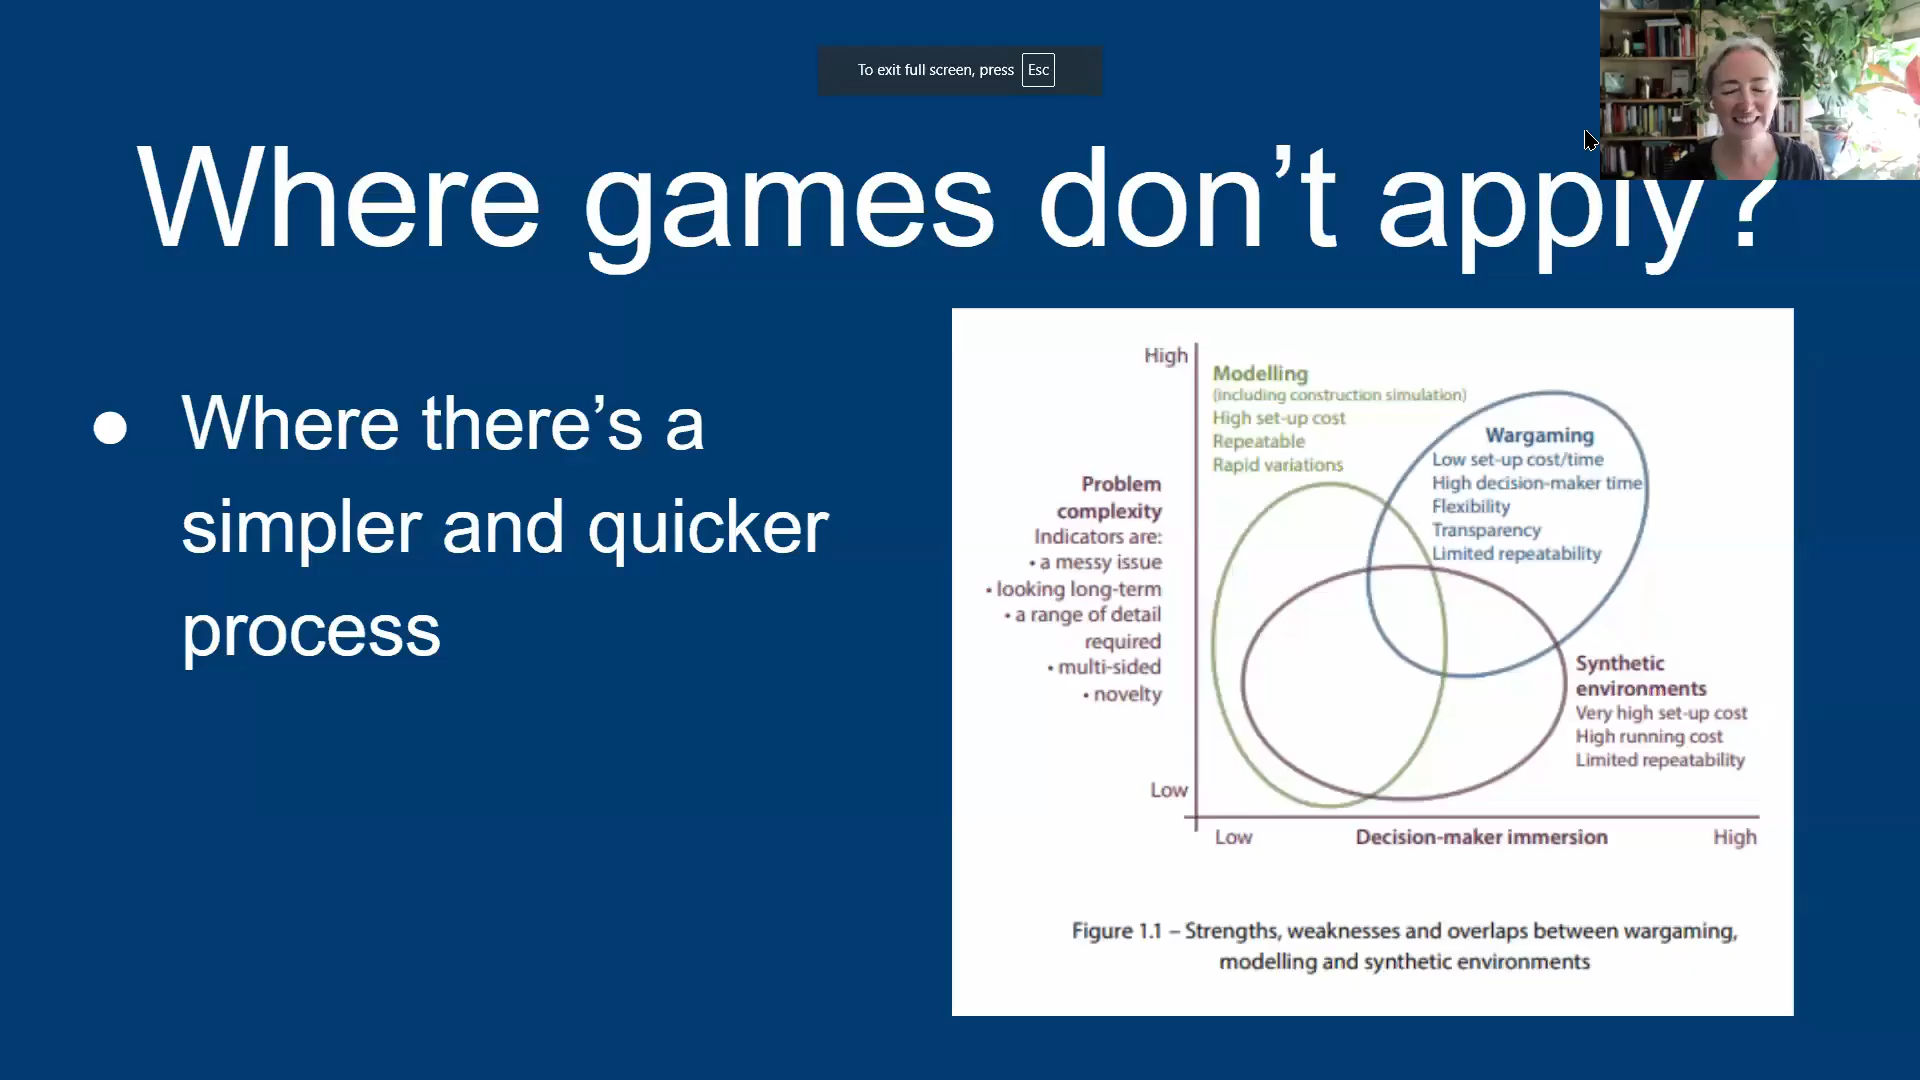 To exit full screen, press Esc
Where games don’t apply?
● Where there’s a
simpler and quicker
process
High
Modelling
(including construction simulation)
High set-up cost
Repeatable
Rapid variations
Wargaming
Low set-up cost/time
High decision-maker time
Flexibility
Transparency
Limited repeatability
Problem
complexity
Indicators are:
• a messy issue
• looking long-term
• a range of detail
required
• multi-sided
• novelty
Synthetic
environments
Very high set-up cost
High running cost
Limited repeatability
Low
Low
Decision-maker immersion
High
Figure 1.1 – Strengths, weaknesses and overlaps between wargaming,
modelling and synthetic environments